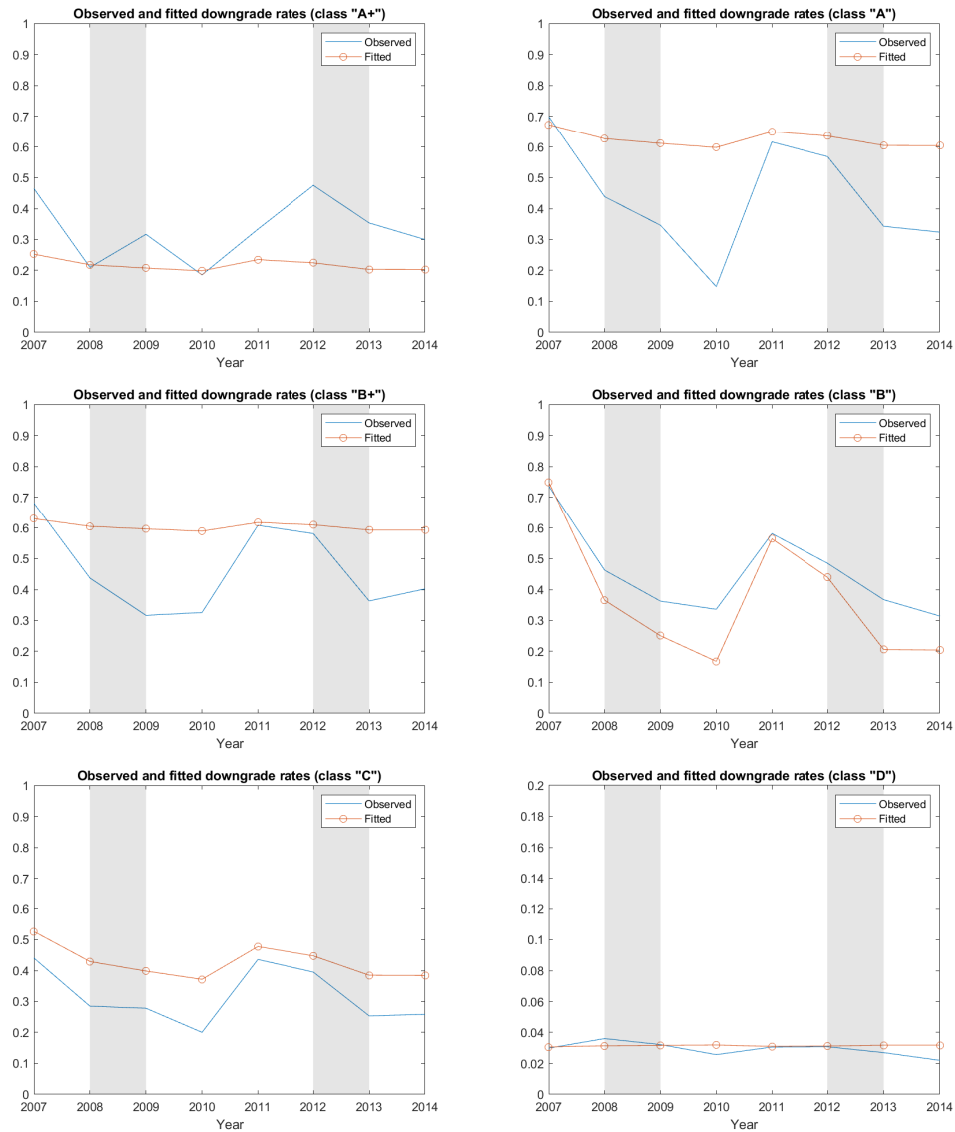 Observed and fitted downgrade rates (class "A+")
1
0.9
0.8
0.7
0.6
0.5
0.4
0.3
0.2
0.1
0
2007 2008 2009 2010 2011 2012 2013 2014
Year
Observed
Fitted
Observed and fitted downgrade rates (class "A")
1
0.9
0.8
0.7
0.6
0.5
0.4
0.3
0.2
0.1
0
2007 2008 2009 2010 2011 2012 2013 2014
Year
Observed
Fitted
Observed and fitted downgrade rates (class "B+")
1
0.9
0.8
0.7
0.6
0.5
0.4
0.3
0.2
0.1
0
2007 2008 2009 2010 2011 2012 2013 2014
Year
Observed
Fitted
Observed and fitted downgrade rates (class "B")
1
0.9
0.8
0.7
0.6
0.5
0.4
0.3
0.2
0.1
0
2007 2008 2009 2010 2011 2012 2013 2014
Year
Observed
Fitted
Observed and fitted downgrade rates (class "C")
1
0.9
0.8
0.7
0.6
0.5
0.4
0.3
0.2
0.1
0
2007 2008 2009 2010 2011 2012 2013 2014
Year
Observed
Fitted
Observed and fitted downgrade rates (class "D")
0.2
0.18
0.16
0.14
0.12
0.1
0.08
0.06
0.04
0.02
0
2007 2008 2009 2010 2011 2012 2013 2014
Year
Observed
Fitted